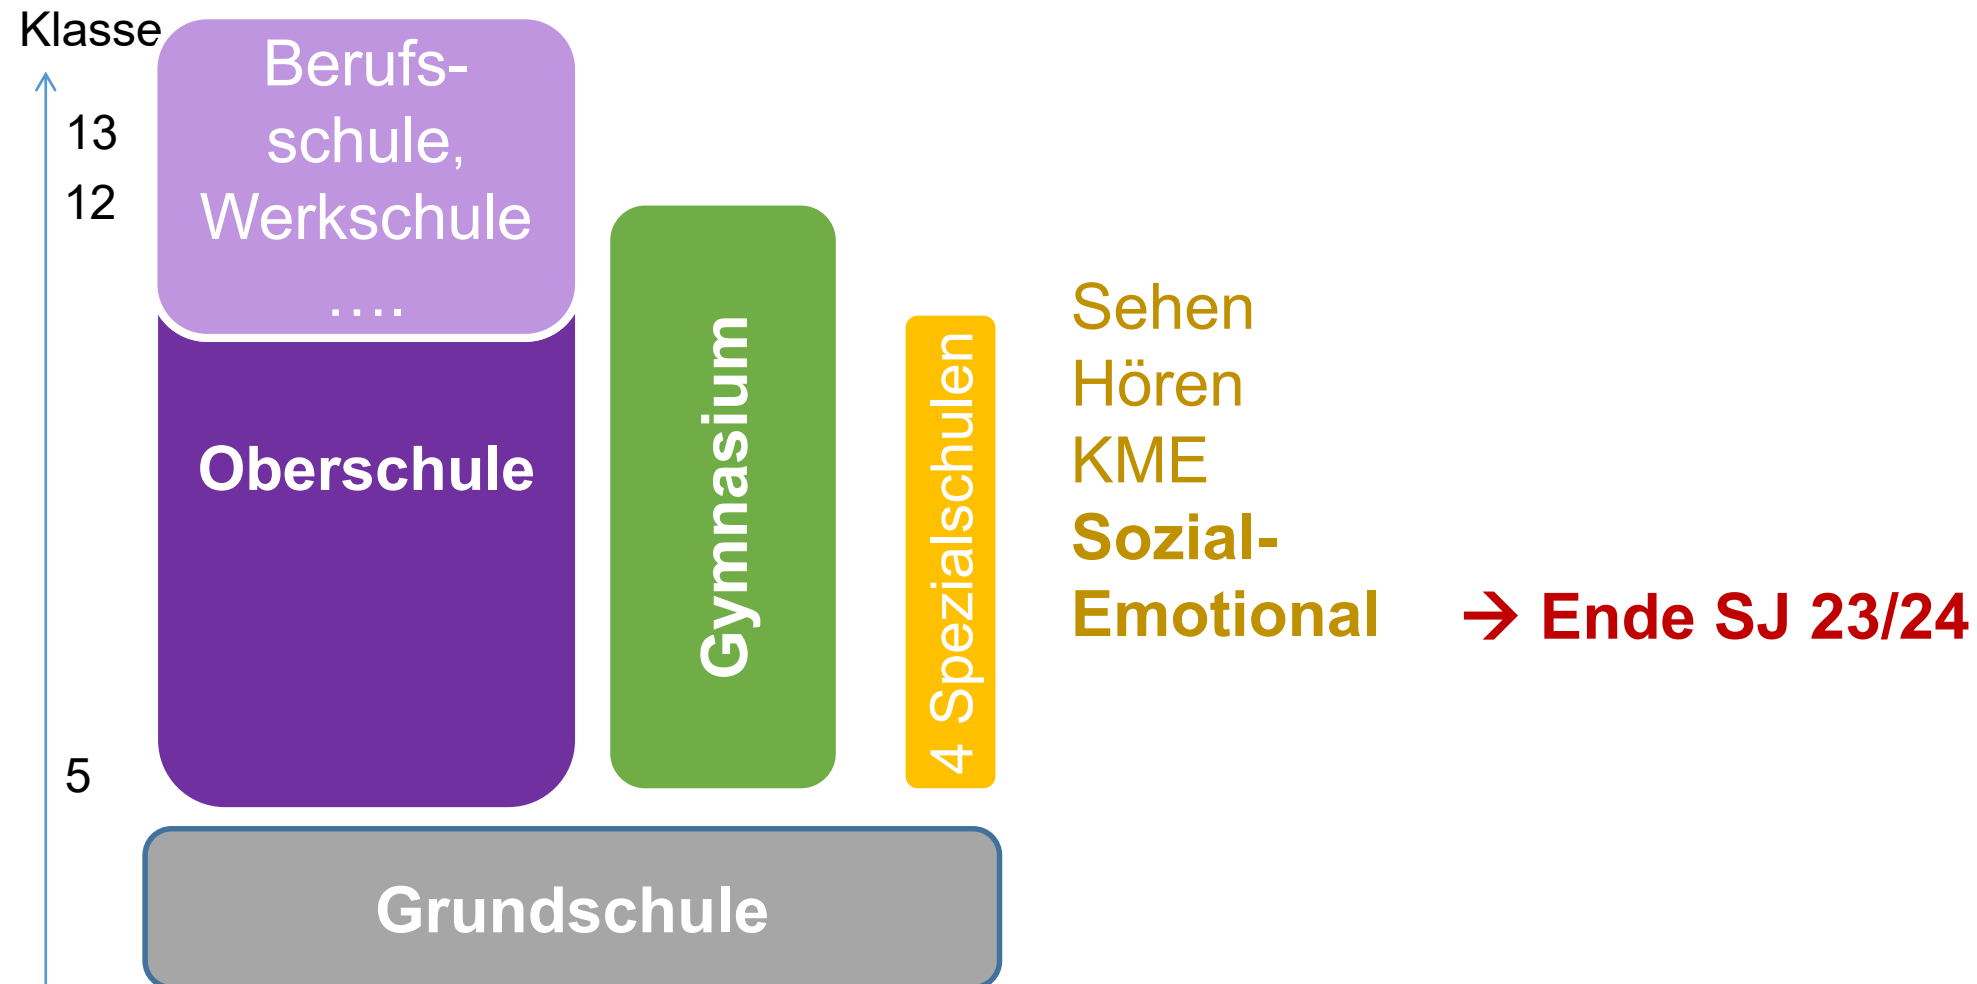 Klasse
13
12
5
Berufs-
schule,
Werkschule
....
Oberschule
Gymnasium
4 Spezialschulen
Sehen
Hören
KME
Sozial-
Emotional → Ende SJ 23/24
Grundschule